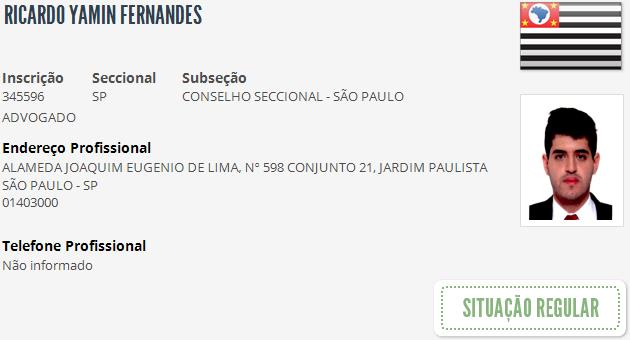 RICARDO YAMIN FERNANDES
Inscrição Seccional Subseção
345596 SP CONSELHO SECCIONAL - SÃO PAULO
ADVOGADO
Endereço Profissional
ALAMEDA JOAQUIM EUGENIO DE LIMA, Nº 598 CONJUNTO 21, JARDIM PAULISTA
SÃO PAULO - SP
01403000
Telefone Profissional
Não informado
SITUAÇÃO REGULAR